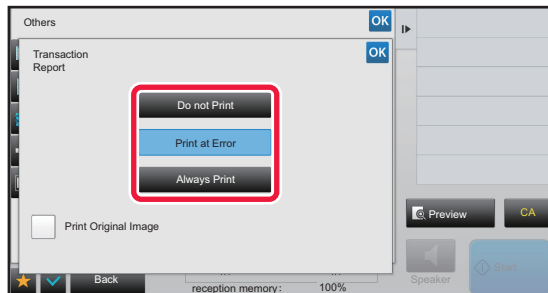 Others
OK
Transaction
Report
OK
Do not Print
Print at Error
Always Print
Print Original Image
Preview
CA
Back
reception memory:
100%
Speaker
Start